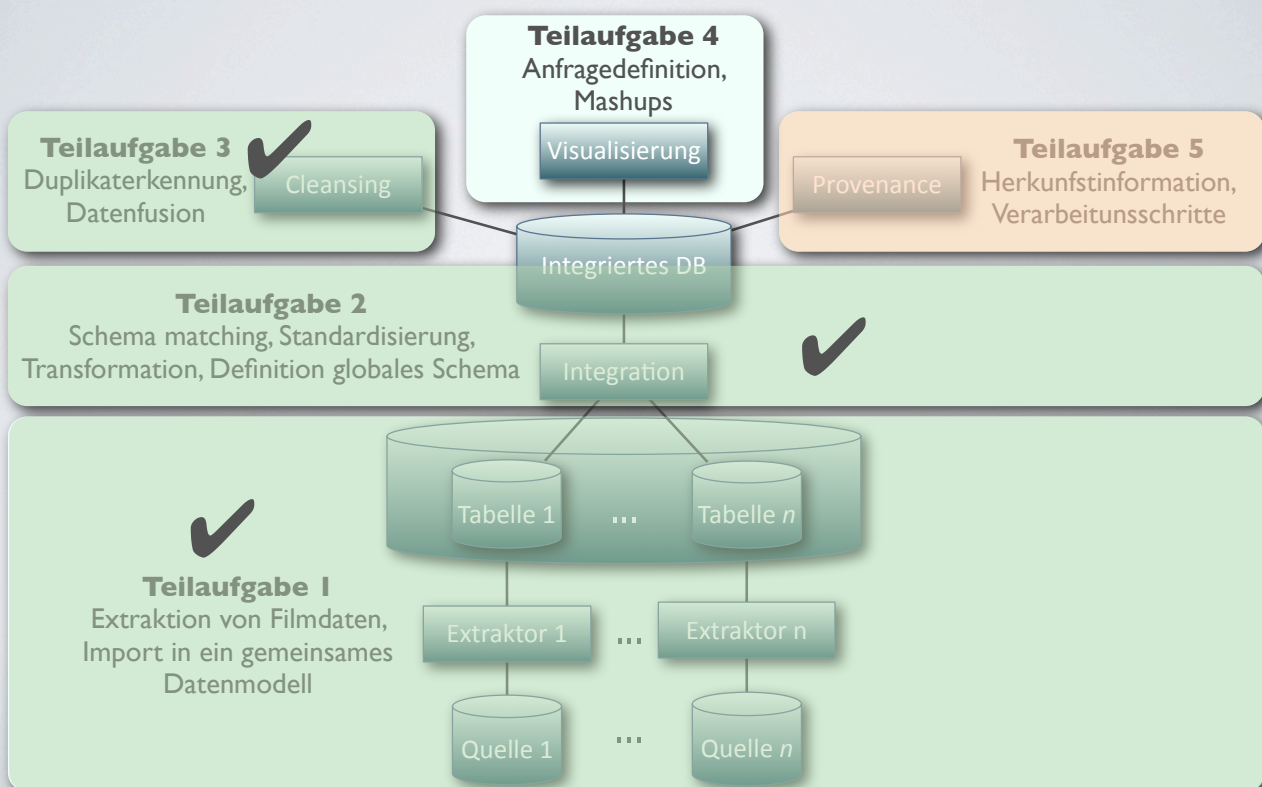 Teilaufgabe 4
Anfragedefinition,
Mashups
Visualisierung
Teilaufgabe 3
Duplikaterkennung,
Datenfusion
Cleansing
Provenance
Teilaufgabe 5
Herkunfstinformation,
Verarbeitunsschritte
Integriertes DB
Teilaufgabe 2
Schema matching, Standardisierung,
Transformation, Definition globales Schema
Integration
Tabelle 1
...
Tabelle n
Teilaufgabe 1
Extraktion von Filmdaten,
Import in ein gemeinsames
Datenmodell
Extraktor 1
...
Extraktor n
Quelle 1
...
Quelle n